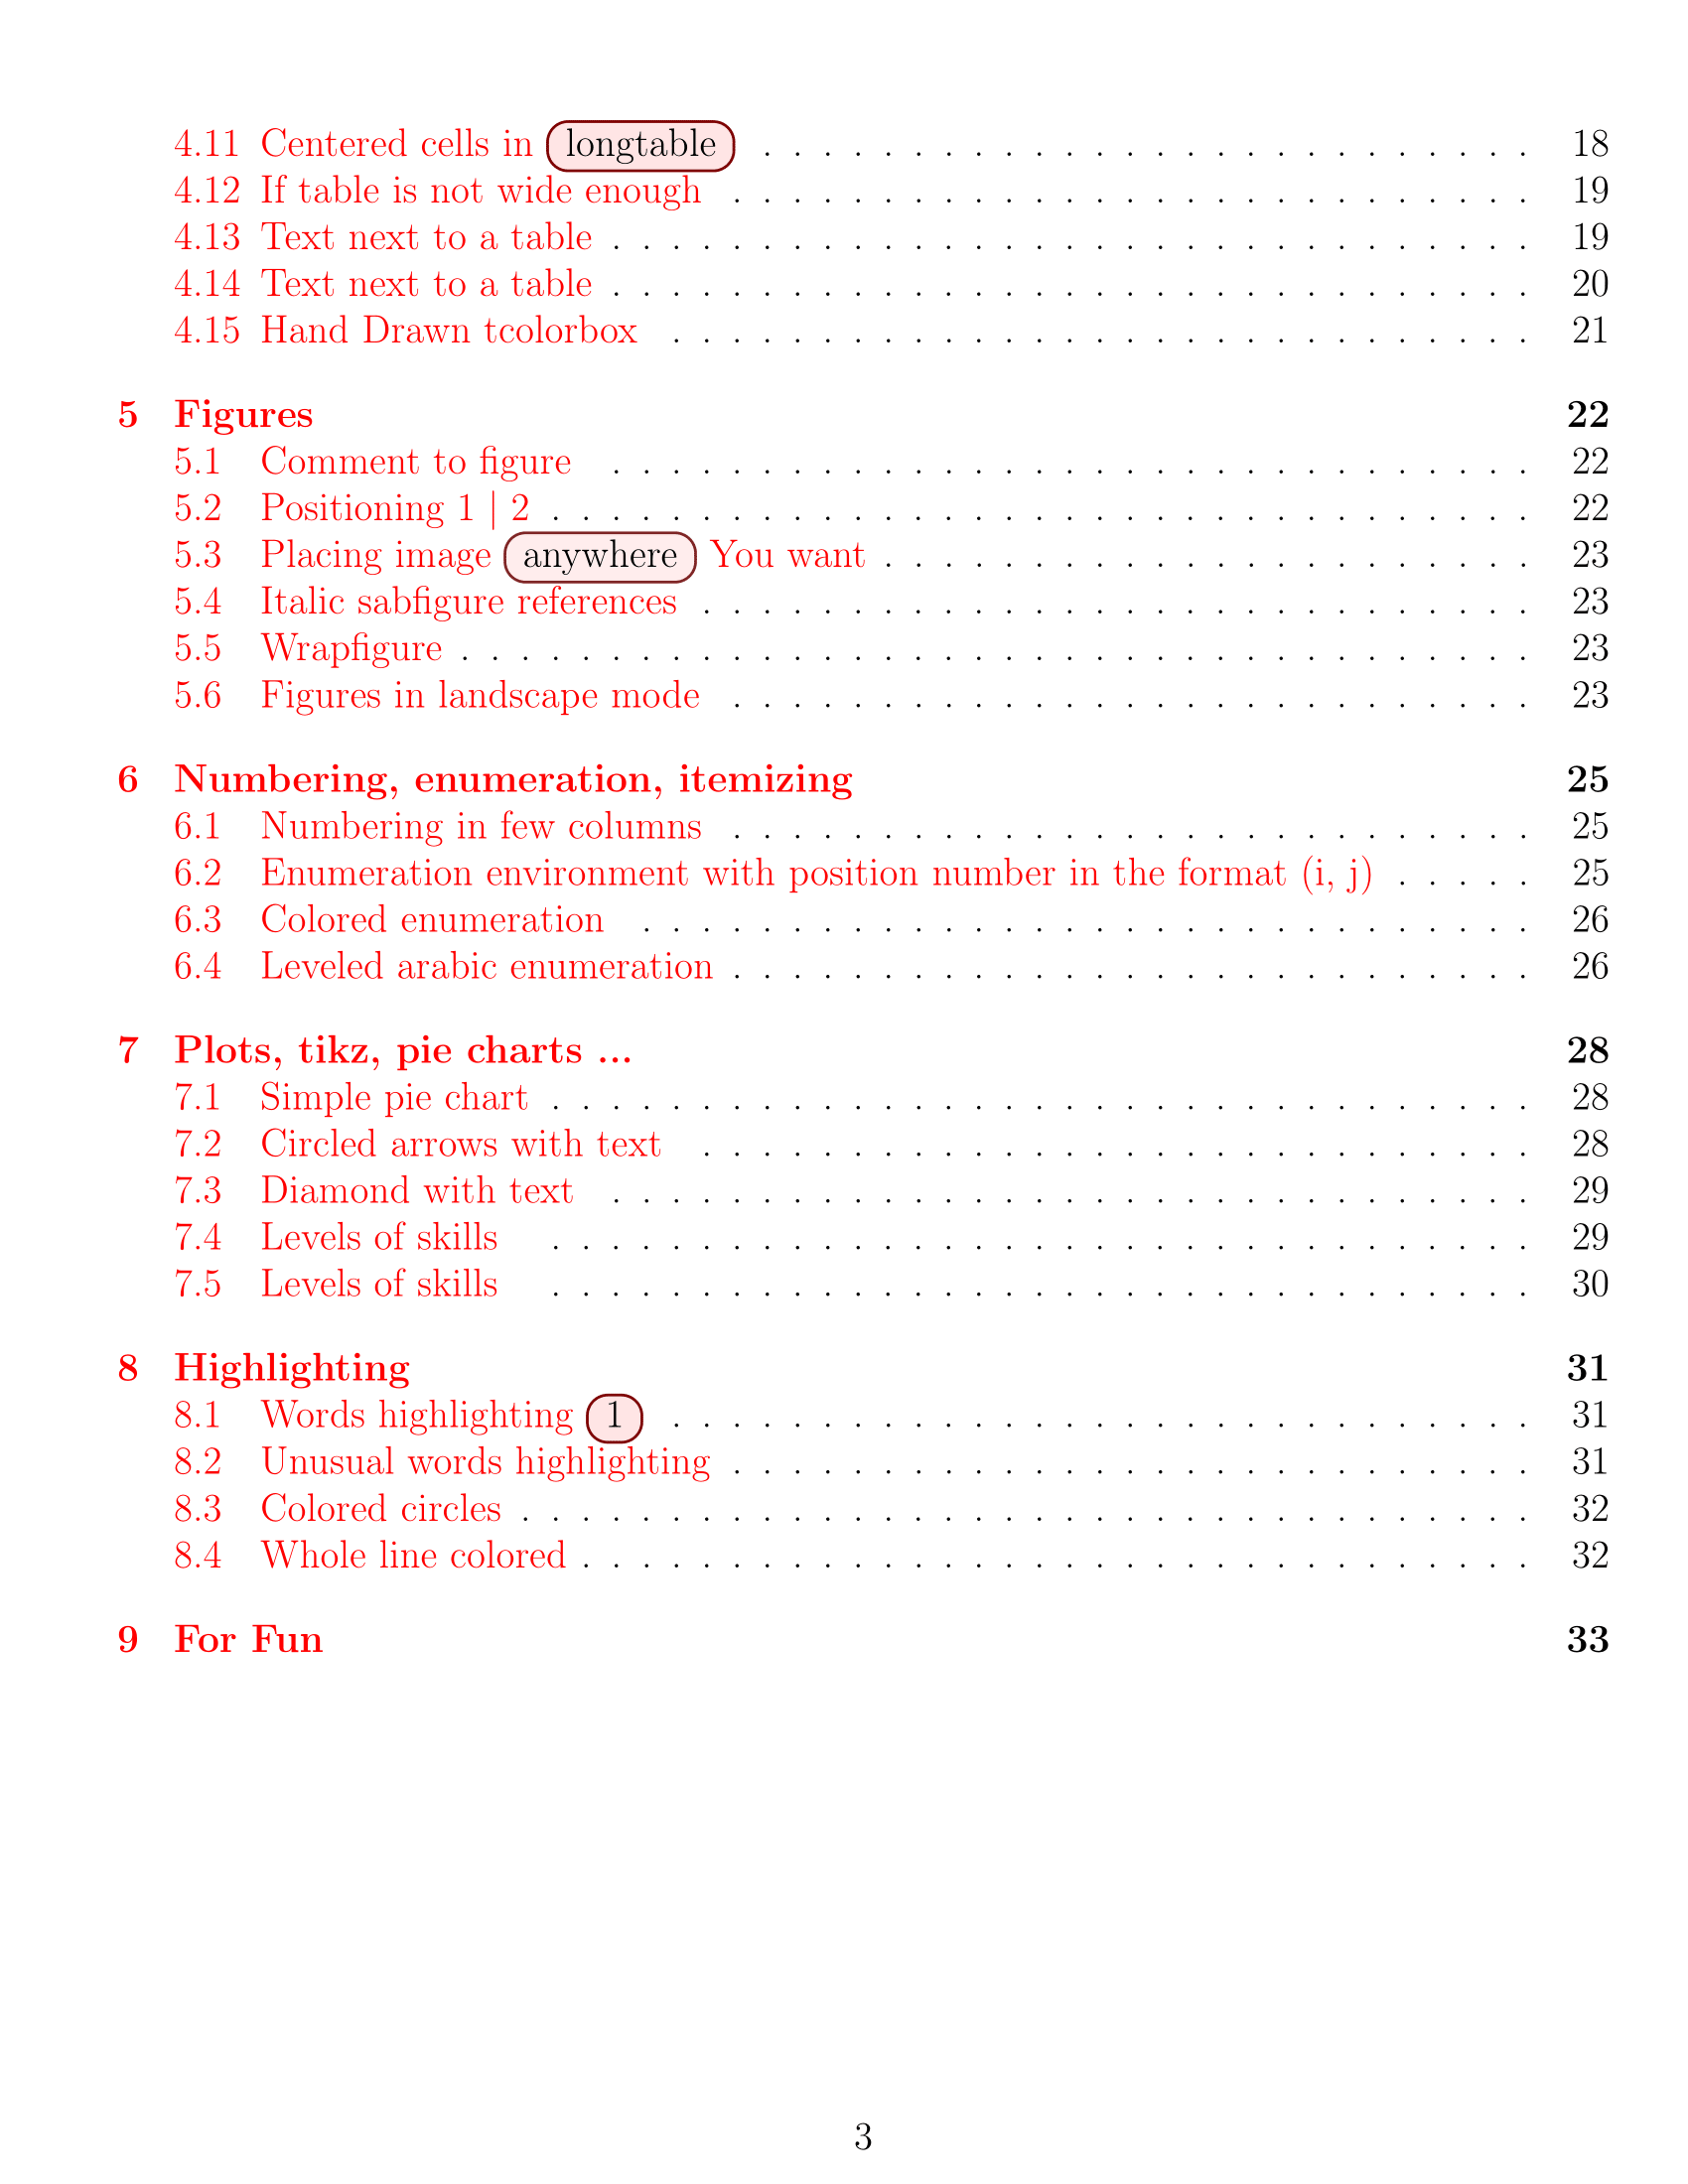 4.11 Centered cells in longtable . . . . . . . . . . . . . . . . . . . . . . . . . . 18
4.12 If table is not wide enough . . . . . . . . . . . . . . . . . . . . . . . . . . . 19
4.13 Text next to a table . . . . . . . . . . . . . . . . . . . . . . . . . . . . . . . 19
4.14 Text next to a table . . . . . . . . . . . . . . . . . . . . . . . . . . . . . . . 20
4.15 Hand Drawn tcolorbox . . . . . . . . . . . . . . . . . . . . . . . . . . . . . 21
5 Figures 22
5.1 Comment to figure . . . . . . . . . . . . . . . . . . . . . . . . . . . . . . . 22
5.2 Positioning 1 | 2 . . . . . . . . . . . . . . . . . . . . . . . . . . . . . . . . . 22
5.3 Placing image anywhere You want . . . . . . . . . . . . . . . . . . . . . . 23
5.4 Italic sabfigure references . . . . . . . . . . . . . . . . . . . . . . . . . . . . 23
5.5 Wrapfigure . . . . . . . . . . . . . . . . . . . . . . . . . . . . . . . . . . . . 23
5.6 Figures in landscape mode . . . . . . . . . . . . . . . . . . . . . . . . . . . 23
6 Numbering, enumeration, itemizing 25
6.1 Numbering in few columns . . . . . . . . . . . . . . . . . . . . . . . . . . . 25
6.2 Enumeration environment with position number in the format (i, j) . . . . . 25
6.3 Colored enumeration . . . . . . . . . . . . . . . . . . . . . . . . . . . . . . 26
6.4 Leveled arabic enumeration . . . . . . . . . . . . . . . . . . . . . . . . . . . 26
7 Plots, tikz, pie charts ... 28
7.1 Simple pie chart . . . . . . . . . . . . . . . . . . . . . . . . . . . . . . . . . 28
7.2 Circled arrows with text . . . . . . . . . . . . . . . . . . . . . . . . . . . . 28
7.3 Diamond with text . . . . . . . . . . . . . . . . . . . . . . . . . . . . . . . 29
7.4 Levels of skills . . . . . . . . . . . . . . . . . . . . . . . . . . . . . . . . . 29
7.5 Levels of skills . . . . . . . . . . . . . . . . . . . . . . . . . . . . . . . . . 30
8 Highlighting 31
8.1 Words highlighting 1 . . . . . . . . . . . . . . . . . . . . . . . . . . . . . 31
8.2 Unusual words highlighting . . . . . . . . . . . . . . . . . . . . . . . . . . . 31
8.3 Colored circles . . . . . . . . . . . . . . . . . . . . . . . . . . . . . . . . . . 32
8.4 Whole line colored . . . . . . . . . . . . . . . . . . . . . . . . . . . . . . . . 32
9 For Fun 33
3